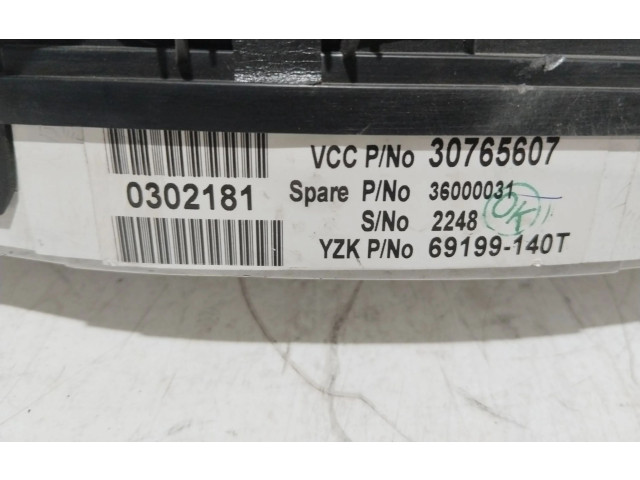 VCC P/No 30765607
0302181
Spare P/No 36000031
S/No 2248
OK
YZK P/No 69199-140T